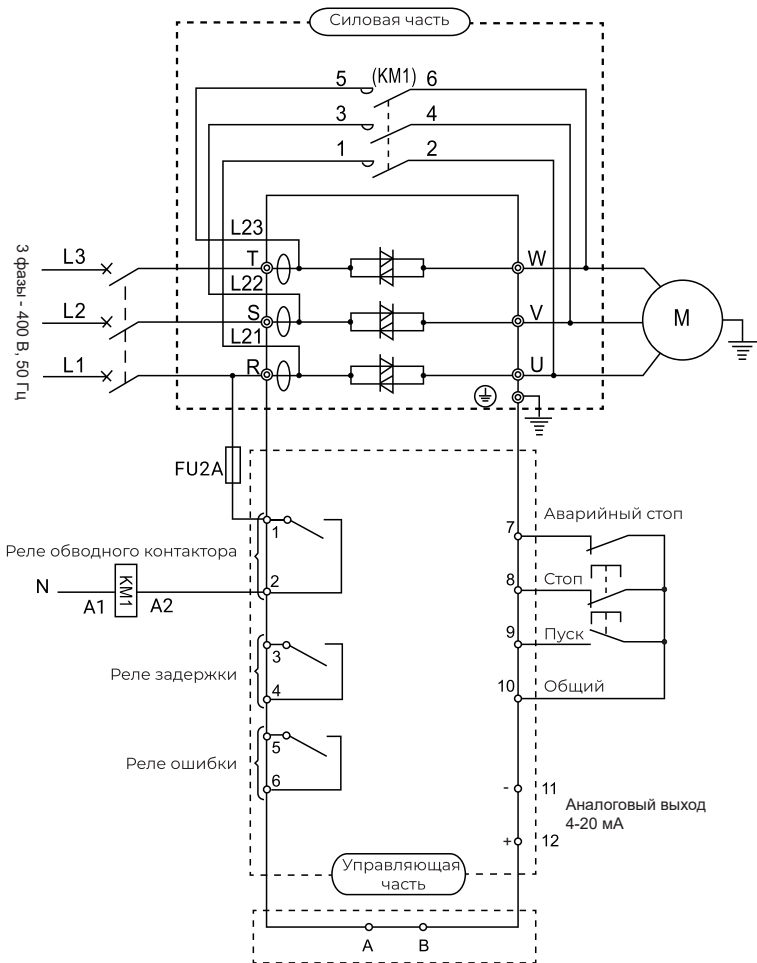 Силовая часть
5 (KM1) 6
3 4
1 2
L23
T W
L22
S V
L21
R U
3 фазы - 400 В, 50 Гц
L3
L2
L1
M
FU2A
Реле обводного контактора
1
2
N
A1 KM1 A2
Реле задержки
3
4
Реле ошибки
5
6
7 Аварийный стоп
8 Стоп
9 Пуск
10 Общий
- 11
Аналоговый выход
4-20 мА
+ 12
Управляющая
часть
A B